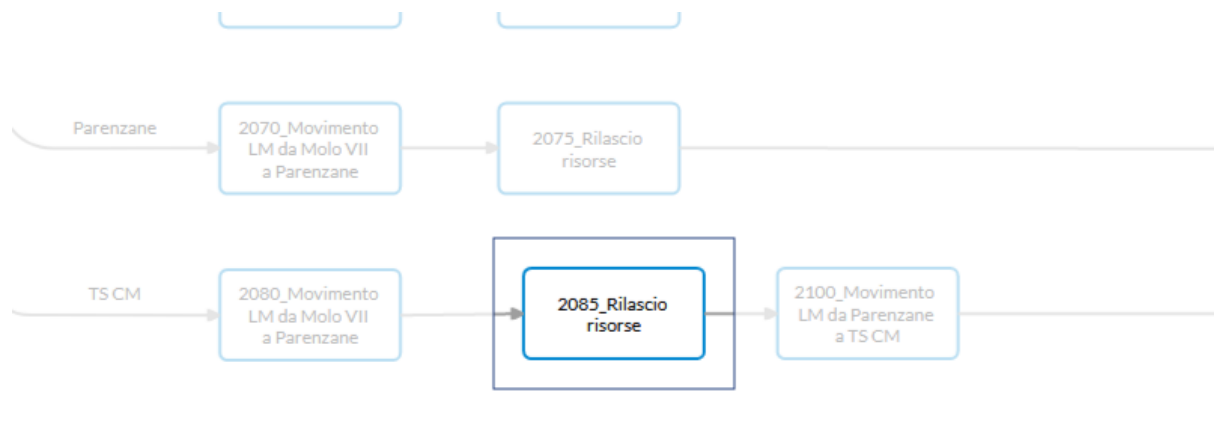 Parenzane
2070_Movimento
LM da Molo VII
a Parenzane
2075_Rilascio
risorse
TS CM
2080_Movimento
LM da Molo VII
a Parenzane
2085_Rilascio
risorse
2100_Movimento
LM da Parenzane
a TS CM